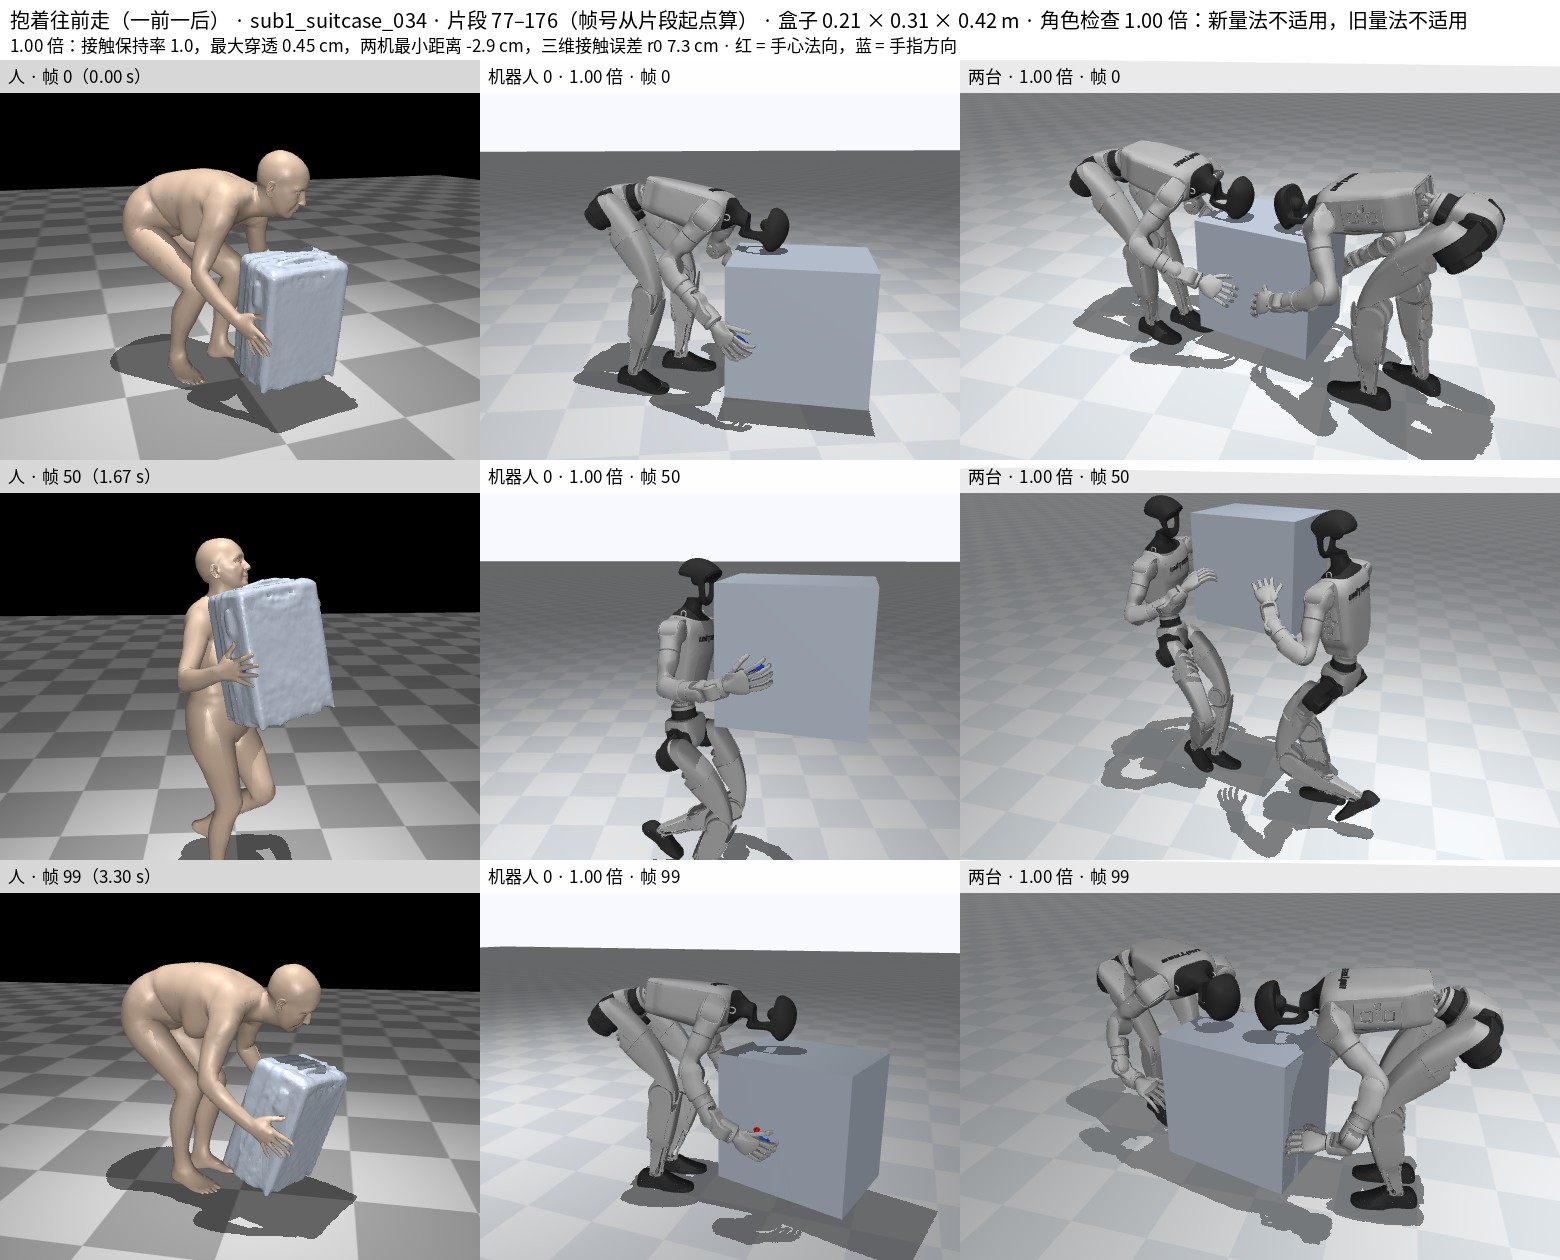 抱着往前走（一前一后） · sub1_suitcase_034 · 片段 77–176（帧号从片段起点算） · 盒子 0.21 × 0.31 × 0.42 m · 角色检查 1.00 倍：新量法不适用，旧量法不适用
1.00 倍：接触保持率 1.0，最大穿透 0.45 cm，两机最小距离 -2.9 cm，三维接触误差 r0 7.3 cm · 红 = 手心法向，蓝 = 手指方向
人 · 帧 0（0.00 s）
机器人 0 · 1.00 倍 · 帧 0
两台 · 1.00 倍 · 帧 0
人 · 帧 50（1.67 s）
机器人 0 · 1.00 倍 · 帧 50
两台 · 1.00 倍 · 帧 50
人 · 帧 99（3.30 s）
机器人 0 · 1.00 倍 · 帧 99
两台 · 1.00 倍 · 帧 99